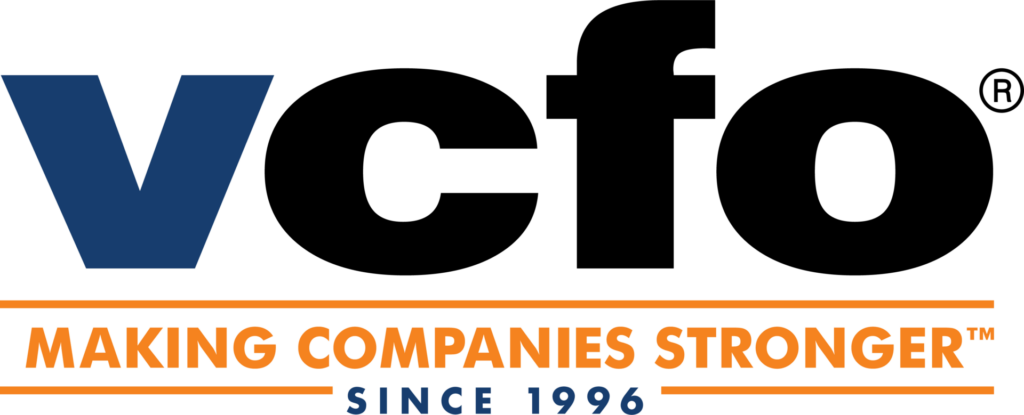 vcfo®
MAKING COMPANIES STRONGER™
SINCE 1996